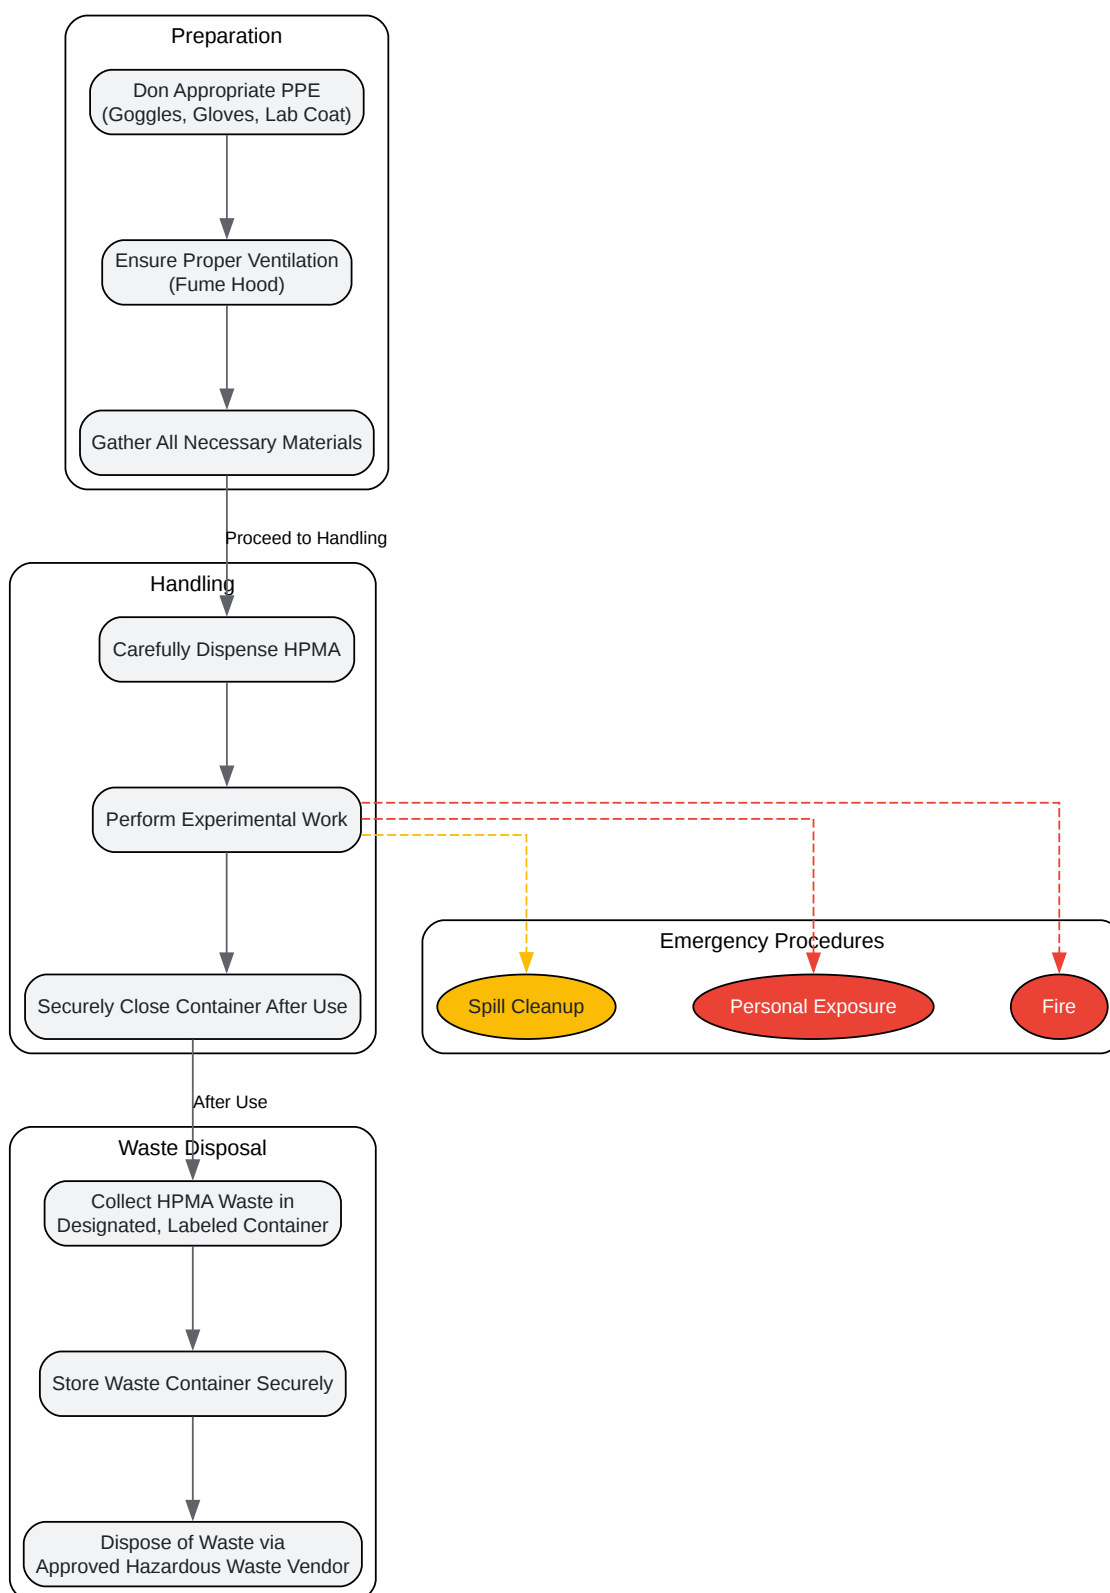 Preparation
Don Appropriate PPE
(Goggles, Gloves, Lab Coat)
Ensure Proper Ventilation
(Fume Hood)
Gather All Necessary Materials
Proceed to Handling
Handling
Carefully Dispense HPMA
Perform Experimental Work
Securely Close Container After Use
Emergency Procedures
Spill Cleanup
Personal Exposure
Fire
After Use
Waste Disposal
Collect HPMA Waste in
Designated, Labeled Container
Store Waste Container Securely
Dispose of Waste via
Approved Hazardous Waste Vendor